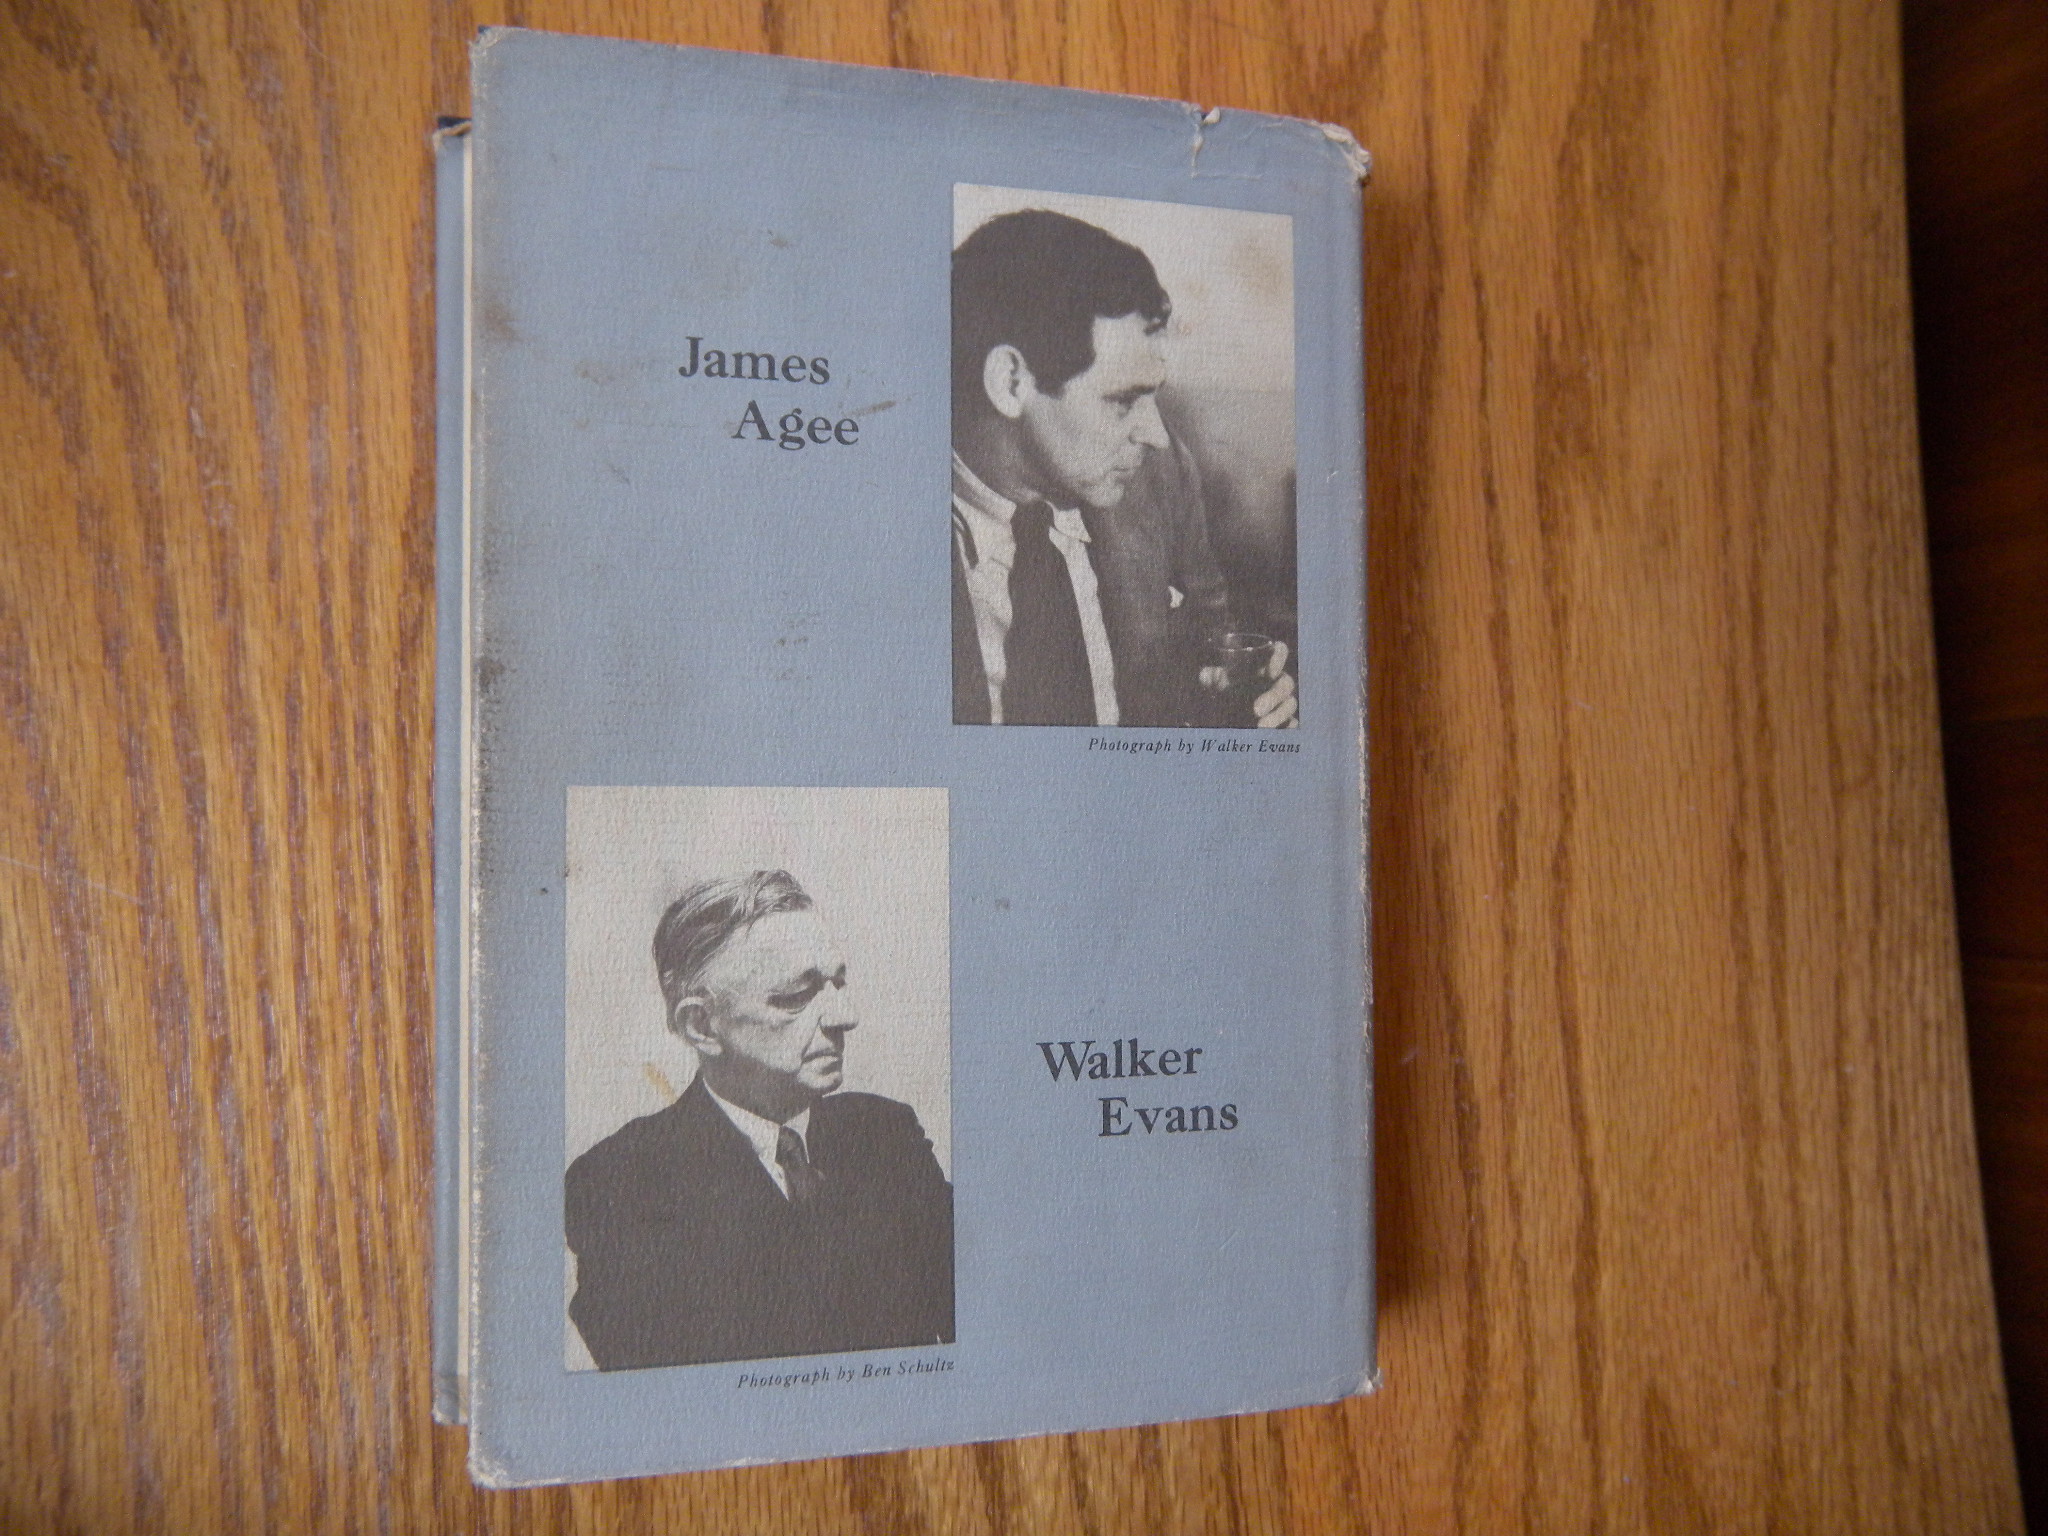 James
Agee
Photograph by Walker Evans
Walker
Evans
Photograph by Ben Schultz